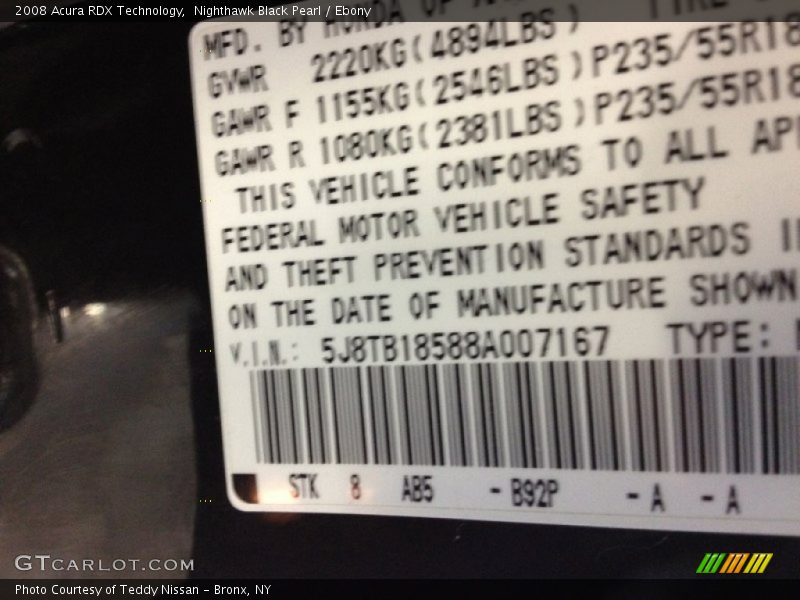 2008 Acura RDX Technology, Nighthawk Black Pearl / Ebony
MFD. BY HONDA OF
GVWR 2220KG(4894LBS)
GAWR F 1155KG(2546LBS)P235/55R18
GAWR R 1080KG(2381LBS)P235/55R18
THIS VEHICLE CONFORMS TO ALL
FEDERAL MOTOR VEHICLE SAFETY
AND THEFT PREVENTION STANDARDS
ON THE DATE OF MANUFACTURE SHOWN
V.I.N.: 5J8TB18588A007167 TYPE:
STK 8 AB5 -B92P -A -A
GTCARLOT.COM
Photo Courtesy of Teddy Nissan - Bronx, NY